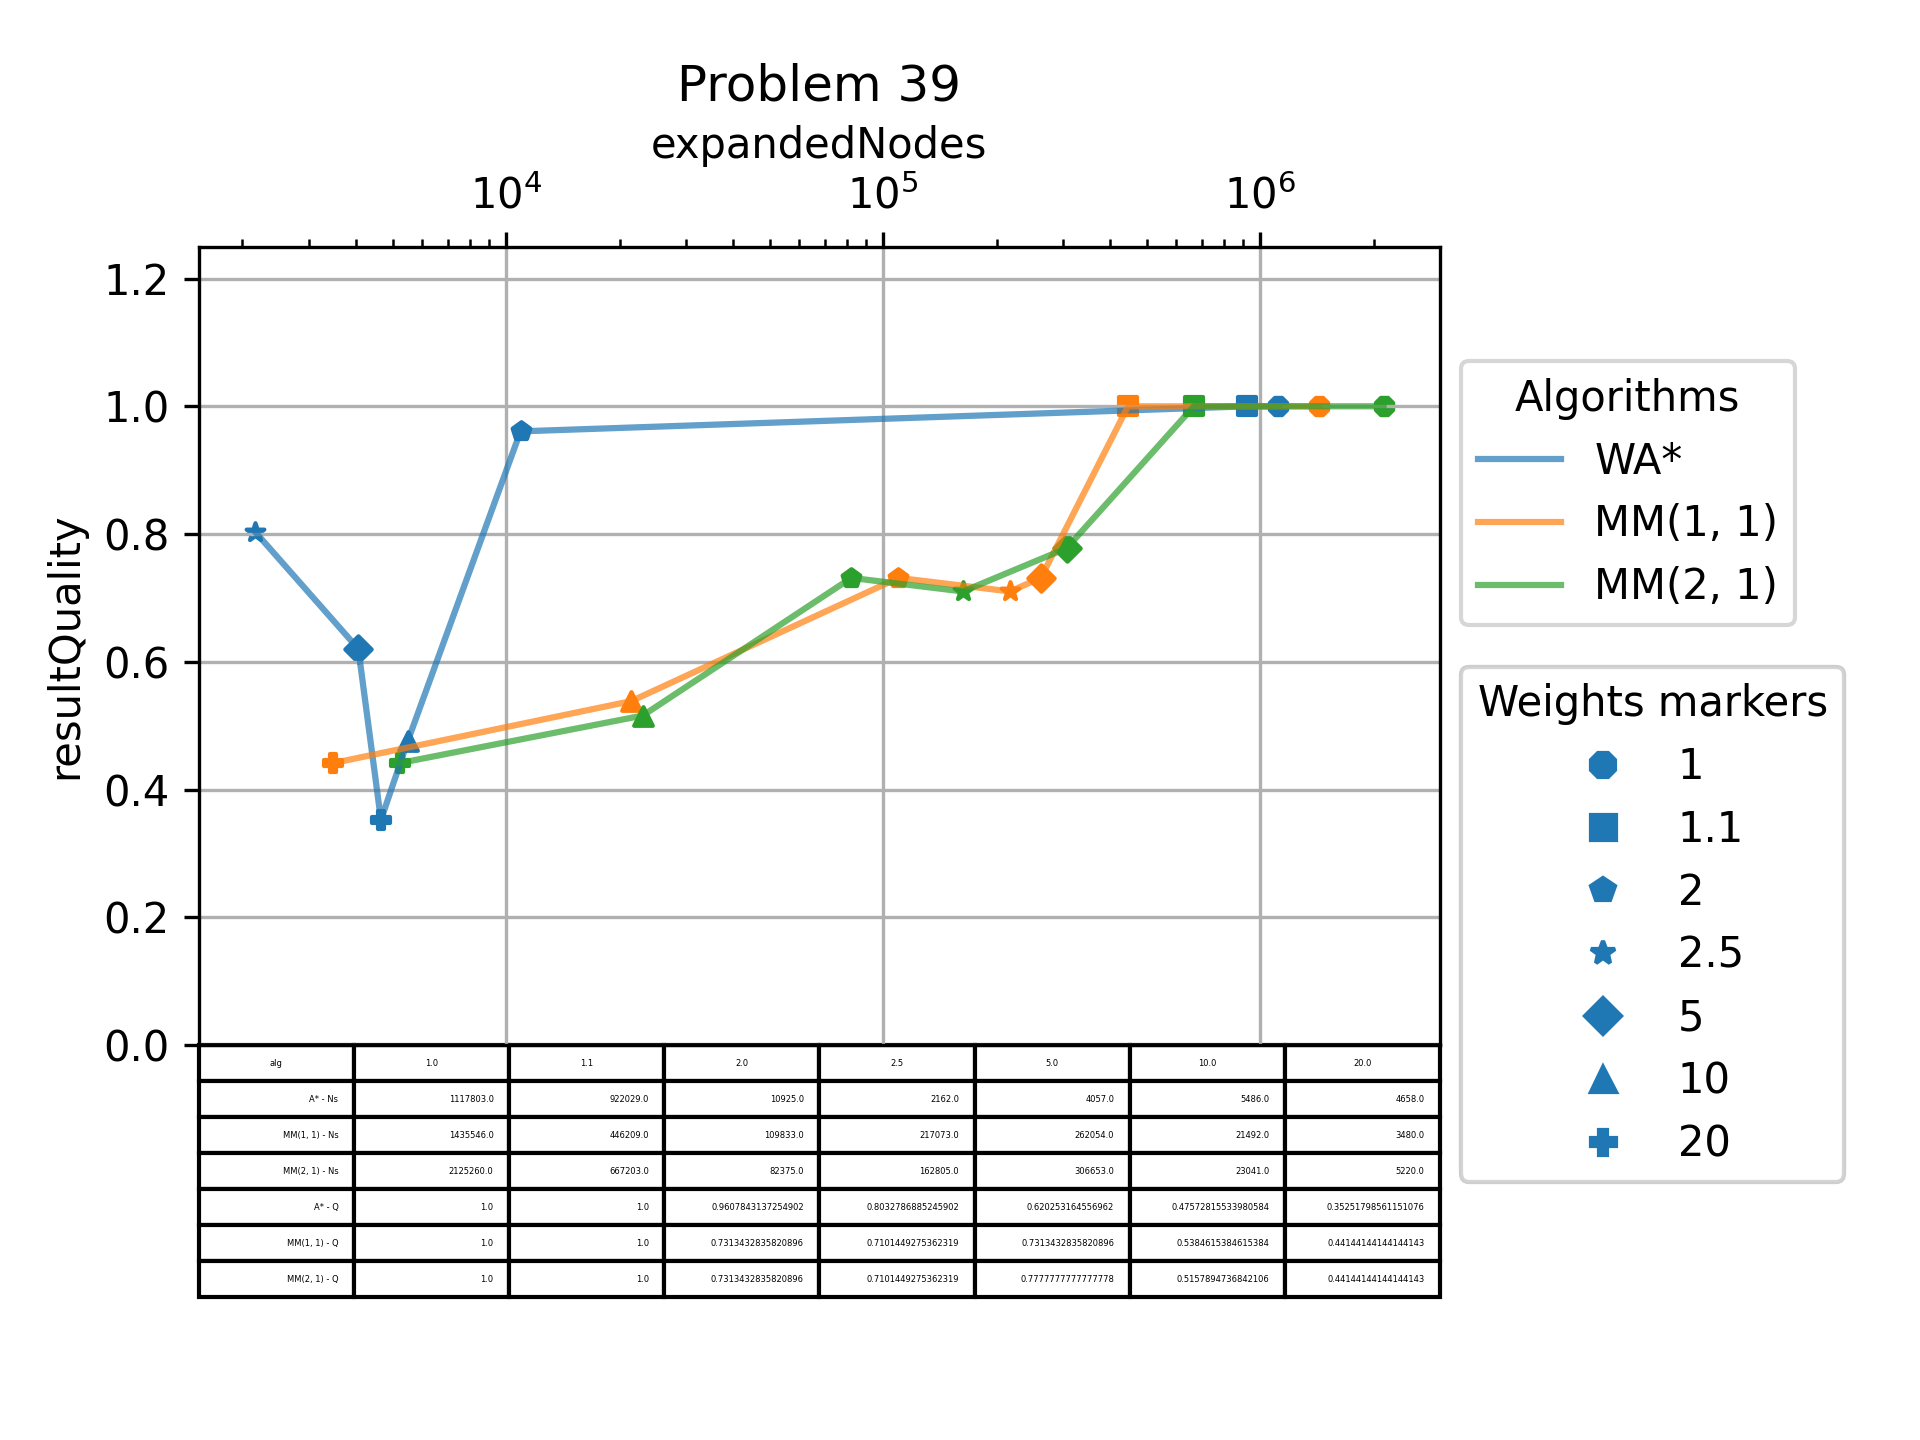 Problem 39
expandedNodes
10⁴ 10⁵ 10⁶
1.2
1.0
0.8
0.6
0.4
0.2
0.0
resultQuality
Algorithms
WA*
MM(1, 1)
MM(2, 1)
Weights markers
1
1.1
2
2.5
5
10
20
alg 1.0 1.1 2.0 2.5 5.0 10.0 20.0
A* - Ns 1117803.0 922029.0 10925.0 2162.0 4057.0 5486.0 4658.0
MM(1, 1) - Ns 1435546.0 446209.0 109833.0 217073.0 262054.0 21492.0 3480.0
MM(2, 1) - Ns 2125260.0 667203.0 82375.0 162805.0 306653.0 23041.0 5220.0
A* - Q 1.0 1.0 0.9607843137254902 0.8032786885245902 0.620253164556962 0.47572815533980584 0.35251798561151076
MM(1, 1) - Q 1.0 1.0 0.7313432835820896 0.7101449275362319 0.7313432835820896 0.5384615384615384 0.44144144144144143
MM(2, 1) - Q 1.0 1.0 0.7313432835820896 0.7101449275362319 0.7777777777777778 0.5157894736842106 0.44144144144144143